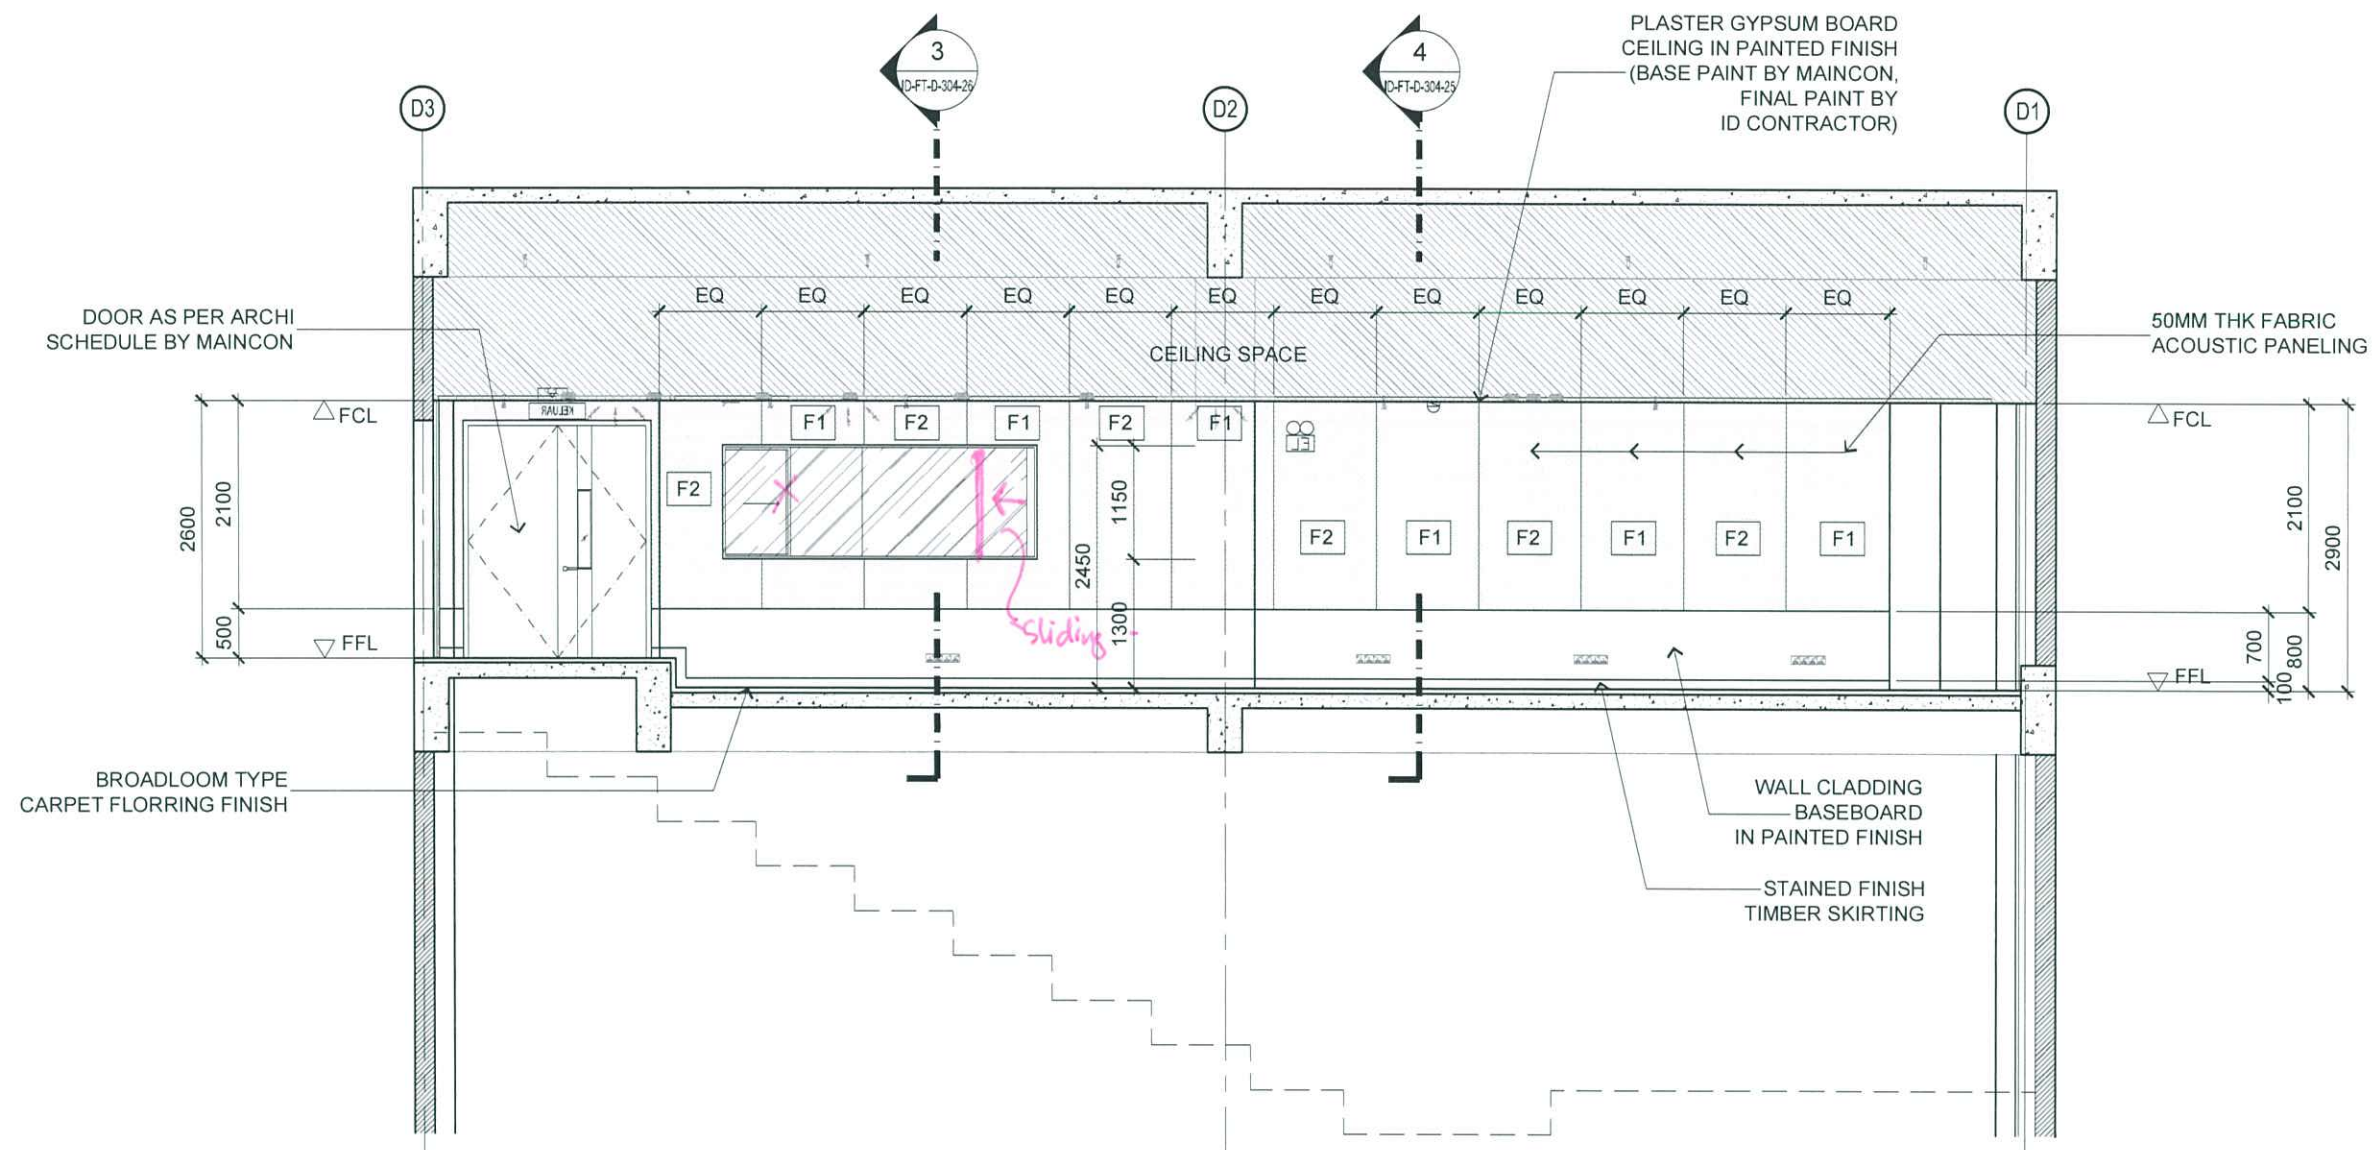 3
ID-FT-D-304-26
4
ID-FT-D-304-25
PLASTER GYPSUM BOARD
CEILING IN PAINTED FINISH
(BASE PAINT BY MAINCON,
FINAL PAINT BY
ID CONTRACTOR)
D3
D2
D1
DOOR AS PER ARCHI
SCHEDULE BY MAINCON
EQ EQ EQ EQ EQ EQ EQ EQ EQ EQ EQ EQ
CEILING SPACE
50MM THK FABRIC
ACOUSTIC PANELING
FCL
KELUAR
F1 F2 F1 F2 F1
FCL
F2
EL
2600
2100
500
1150
2450
1300
F2 F1 F2 F1 F2 F1
2100
2900
700
800
100
Sliding
FFL
FFL
BROADLOOM TYPE
CARPET FLORRING FINISH
WALL CLADDING
BASEBOARD
IN PAINTED FINISH
STAINED FINISH
TIMBER SKIRTING